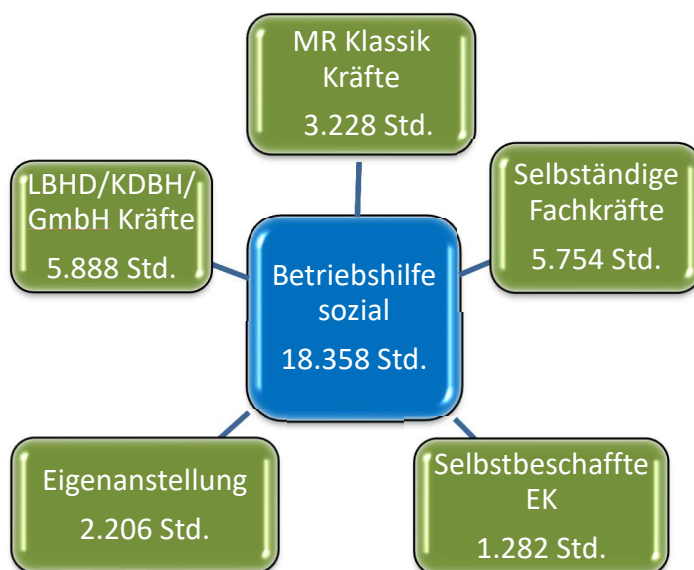 MR Klassik
Kräfte
3.228 Std.
LBHD/KDBH/
GmbH Kräfte
5.888 Std.
Selbständige
Fachkräfte
5.754 Std.
Betriebshilfe
sozial
18.358 Std.
Eigenanstellung
2.206 Std.
Selbstbeschaffte
EK
1.282 Std.